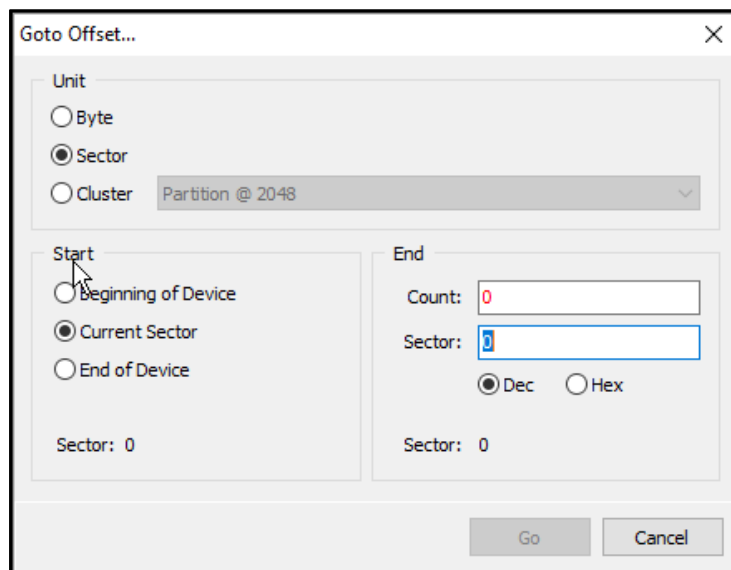 Goto Offset...
Unit
Byte
Sector
Cluster Partition @ 2048
Start
Beginning of Device
Current Sector
End of Device
Sector: 0
End
Count: 0
Sector: 0
Dec Hex
Sector: 0
Go Cancel